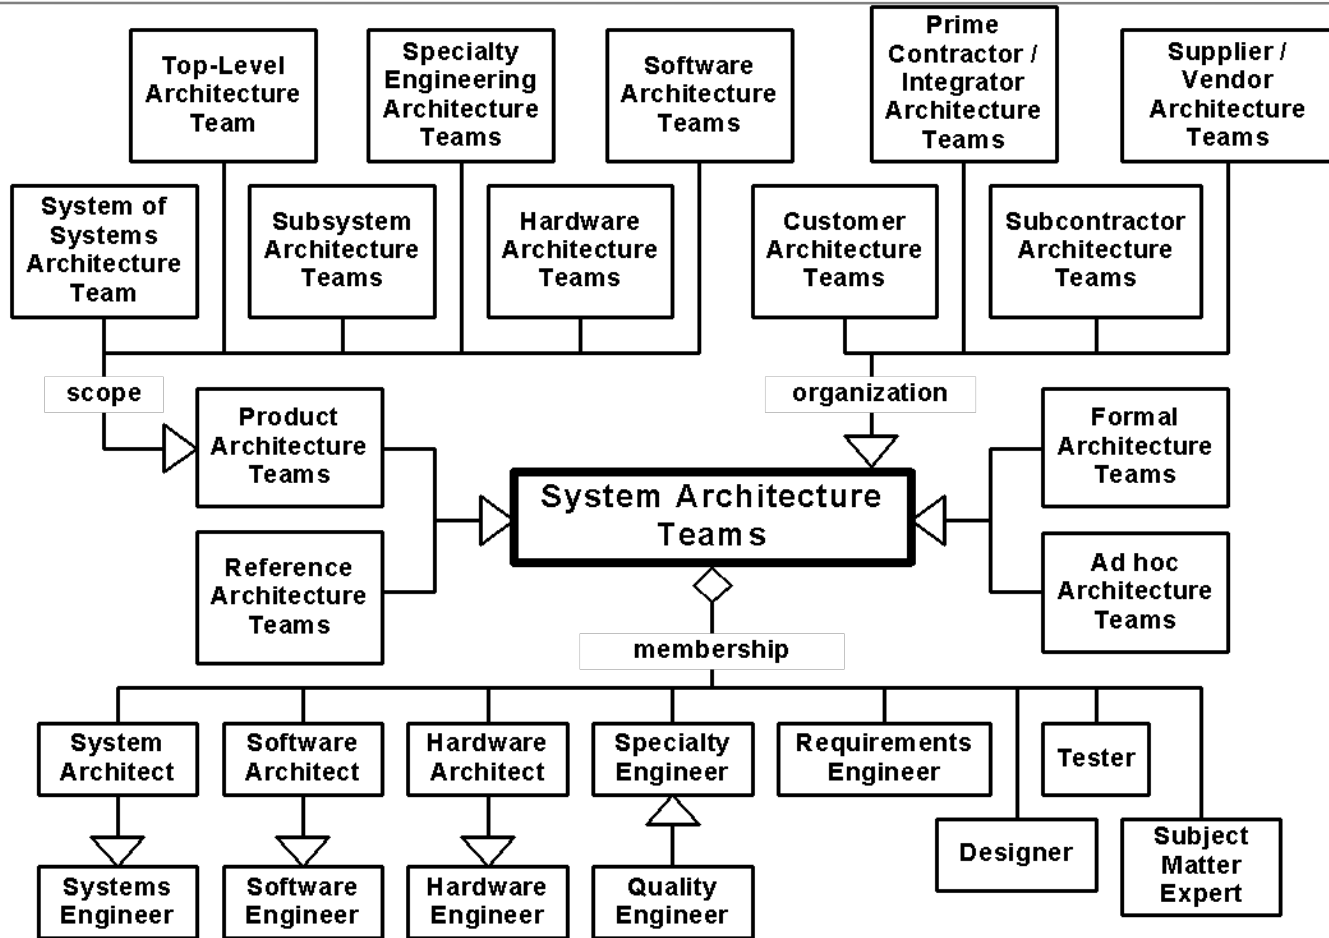 Top-Level
Architecture
Team
Specialty
Engineering
Architecture
Teams
Software
Architecture
Teams
Prime
Contractor /
Integrator
Architecture
Teams
Supplier /
Vendor
Architecture
Teams
System of
Systems
Architecture
Team
Subsystem
Architecture
Teams
Hardware
Architecture
Teams
Customer
Architecture
Teams
Subcontractor
Architecture
Teams
scope
organization
Product
Architecture
Teams
Formal
Architecture
Teams
System Architecture
Teams
Reference
Architecture
Teams
Ad hoc
Architecture
Teams
membership
System
Architect
Software
Architect
Hardware
Architect
Specialty
Engineer
Requirements
Engineer
Tester
Designer
Subject
Matter
Expert
Systems
Engineer
Software
Engineer
Hardware
Engineer
Quality
Engineer